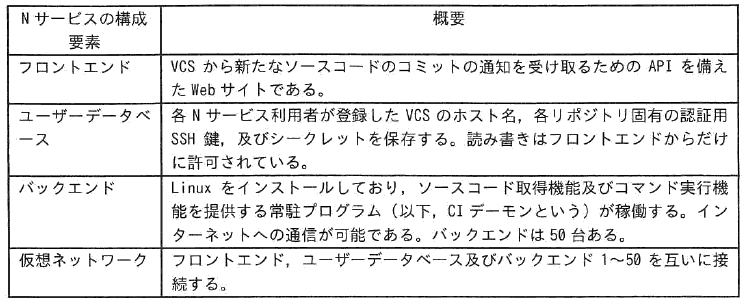 Nサービスの構成
要素
概要
フロントエンド
VCSから新たなソースコードのコミットの通知を受け取るためのAPIを備え
たWebサイトである。
ユーザーデータベ
ース
各Nサービス利用者が登録したVCSのホスト名，各リポジトリ固有の認証用
SSH鍵，及びシークレットを保存する。読み書きはフロントエンドからだけ
に許可されている。
バックエンド
Linuxをインストールしており，ソースコード取得機能及びコマンド実行機
能を提供する常駐プログラム（以下，CIデーモンという）が稼働する。イン
ターネットへの通信が可能である。バックエンドは50台ある。
仮想ネットワーク
フロントエンド，ユーザーデータベース及びバックエンド1～50を互いに接
続する。